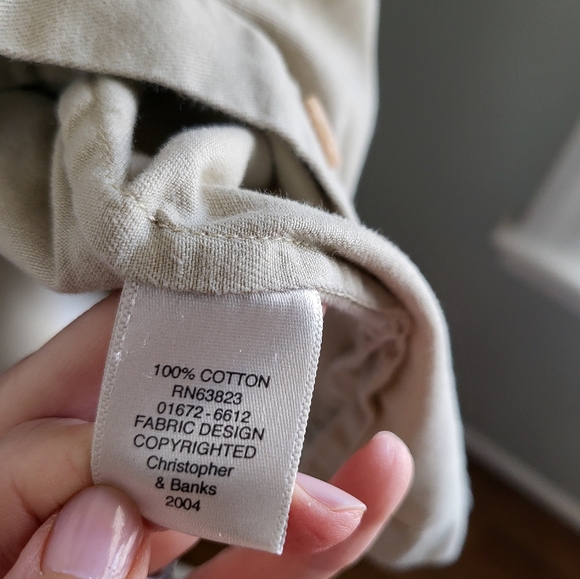 100% COTTON
RN63823
01672-6612
FABRIC DESIGN
COPYRIGHTED
Christopher
& Banks
2004